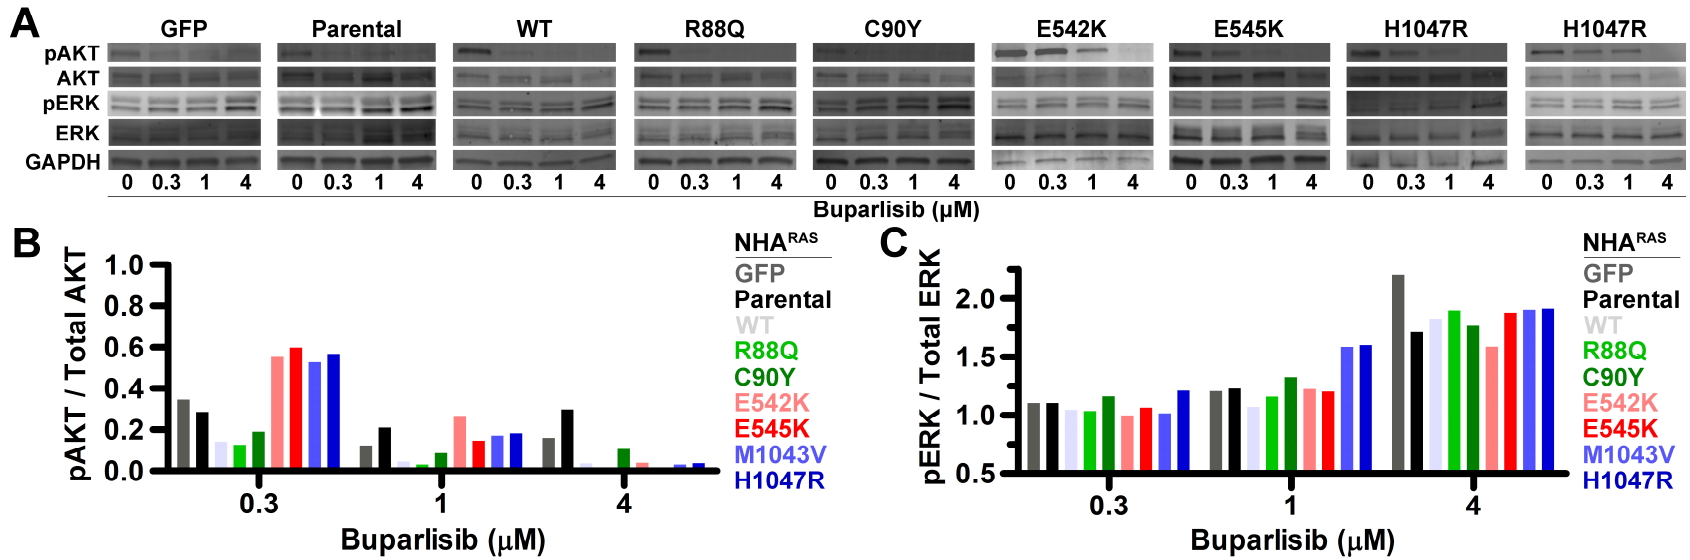 A
GFP Parental WT R88Q C90Y E542K E545K H1047R H1047R
pAKT
AKT
pERK
ERK
GAPDH
0 0.3 1 4 0 0.3 1 4 0 0.3 1 4 0 0.3 1 4 0 0.3 1 4 0 0.3 1 4 0 0.3 1 4 0 0.3 1 4 0 0.3 1 4
Buparlisib (µM)
B
pAKT / Total AKT
1.0
0.8
0.6
0.4
0.2
0.0
0.3 1 4
Buparlisib (μM)
NHARAS
GFP
Parental
WT
R88Q
C90Y
E542K
E545K
M1043V
H1047R
C
pERK / Total ERK
2.0
1.5
1.0
0.5
0.3 1 4
Buparlisib (μM)
NHARAS
GFP
Parental
WT
R88Q
C90Y
E542K
E545K
M1043V
H1047R